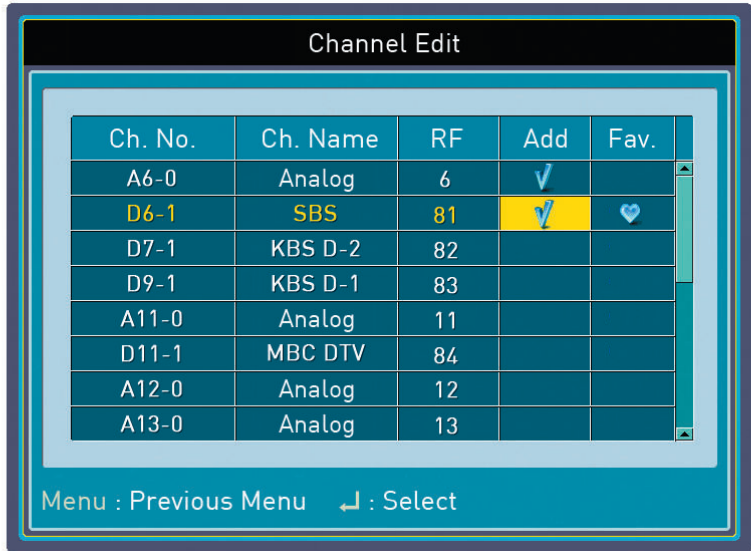 Channel Edit
Ch. No. Ch. Name RF Add Fav.
A6-0 Analog 6
D6-1 SBS 81
D7-1 KBS D-2 82
D9-1 KBS D-1 83
A11-0 Analog 11
D11-1 MBC DTV 84
A12-0 Analog 12
A13-0 Analog 13
Menu : Previous Menu : Select